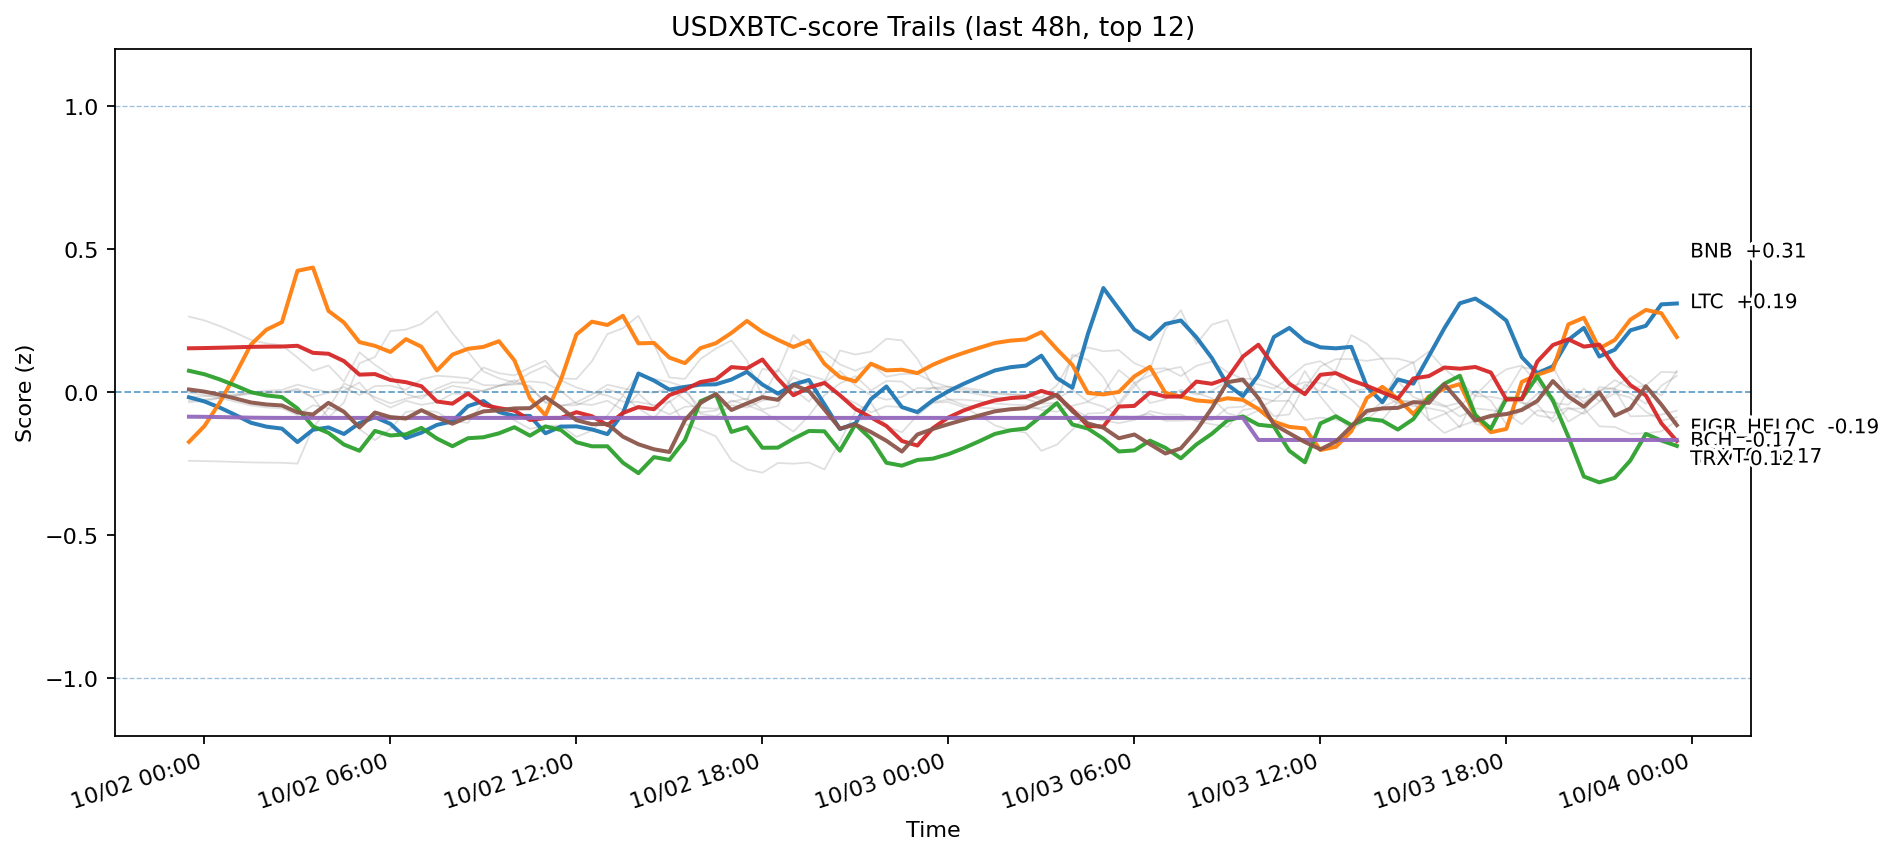 USDXBTC-score Trails (last 48h, top 12)
Score (z)
1.0
0.5
0.0
−0.5
−1.0
BNB +0.31
LTC +0.19
FIGR_HELOC -0.19
BCH -0.17
TRX -0.12
10/02 00:00
10/02 06:00
10/02 12:00
10/02 18:00
10/03 00:00
10/03 06:00
10/03 12:00
10/03 18:00
10/04 00:00
Time